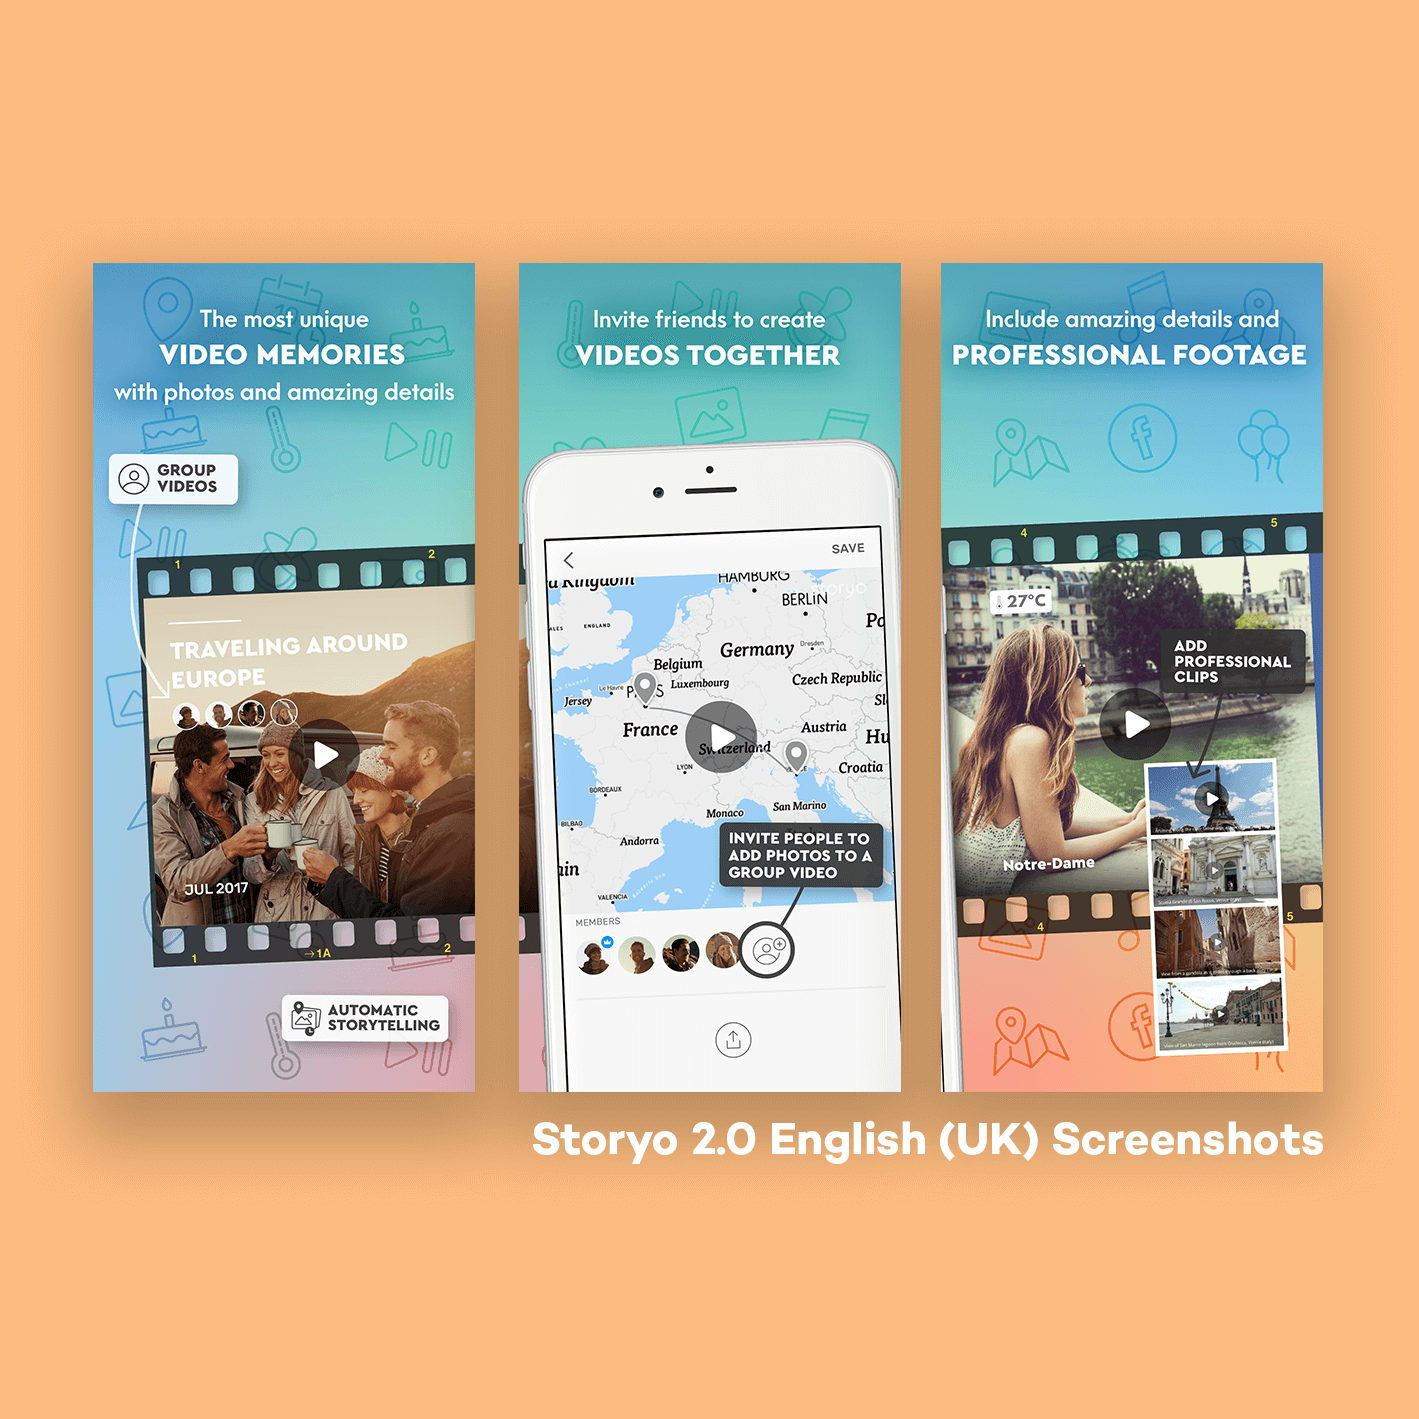 The most unique
VIDEO MEMORIES
with photos and amazing details
GROUP
VIDEOS
2
1
TRAVELING AROUND
EUROPE
JUL 2017
1
→1A
2
AUTOMATIC
STORYTELLING
Invite friends to create
VIDEOS TOGETHER
SAVE
HAMBURG
storyo
BERLIN
ENGLAND
Germany
Dresden
Belgium
Le Havre
Luxembourg
Czech Republic
Jersey
France
Austria
Switzerland
LYON
Croatia
BORDEAUX
Monaco
San Marino
BILBAO
Andorra
INVITE PEOPLE TO
ADD PHOTOS TO A
GROUP VIDEO
VALENCIA
MEMBERS
Include amazing details and
PROFESSIONAL FOOTAGE
4
5
27°C
ADD
PROFESSIONAL
CLIPS
Notre-Dame
4
5
Storyo 2.0 English (UK) Screenshots